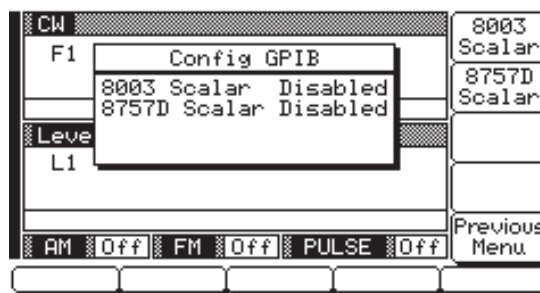 CW
F1
Config GPIB
8003 Scalar Disabled
8757D Scalar Disabled
Leve
L1
AM Off FM Off PULSE Off
8003
Scalar
8757D
Scalar
Previous
Menu